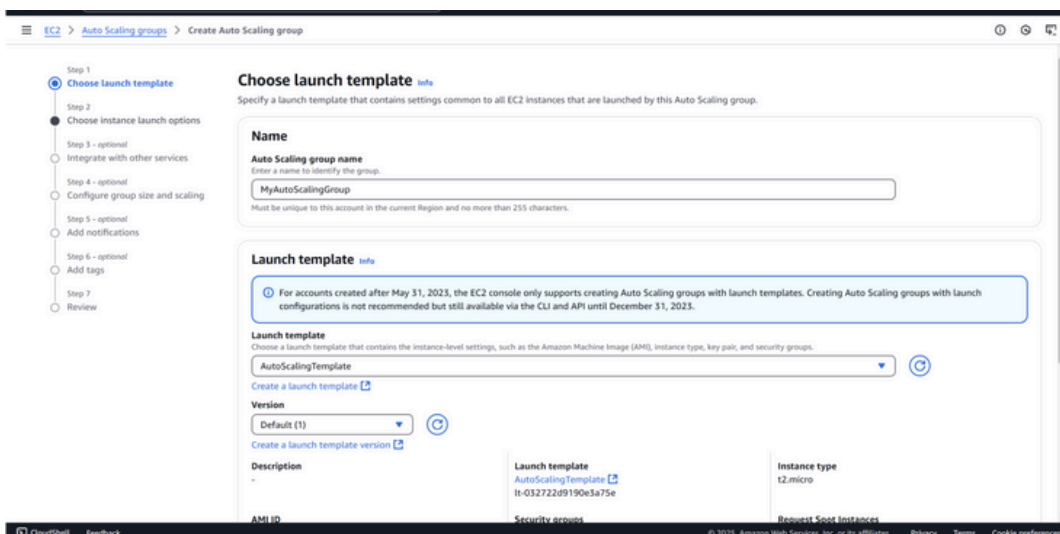 EC2 > Auto Scaling groups > Create Auto Scaling group
Step 1
Choose launch template
Step 2
Choose instance launch options
Step 3 - optional
Integrate with other services
Step 4 - optional
Configure group size and scaling
Step 5 - optional
Add notifications
Step 6 - optional
Add tags
Step 7
Review
Choose launch template Info
Specify a launch template that contains settings common to all EC2 instances that are launched by this Auto Scaling group.
Name
Auto Scaling group name
Enter a name to identify the group.
MyAutoScalingGroup
Must be unique to this account in the current Region and no more than 255 characters.
Launch template Info
For accounts created after May 31, 2023, the EC2 console only supports creating Auto Scaling groups with launch templates. Creating Auto Scaling groups with launch
configurations is not recommended but still available via the CLI and API until December 31, 2023.
Launch template
Choose a launch template that contains the instance-level settings, such as the Amazon Machine Image (AMI), instance type, key pair, and security groups.
AutoScalingTemplate
Create a launch template
Version
Default (1)
Create a launch template version
Description
-
Launch template
AutoScalingTemplate
lt-032722d9190e3a75e
Instance type
t2.micro
AMI ID
Security groups
Request Spot Instances
CloudShell Feedback
© 2025, Amazon Web Services, Inc. or its affiliates. Privacy Terms Cookie preferences